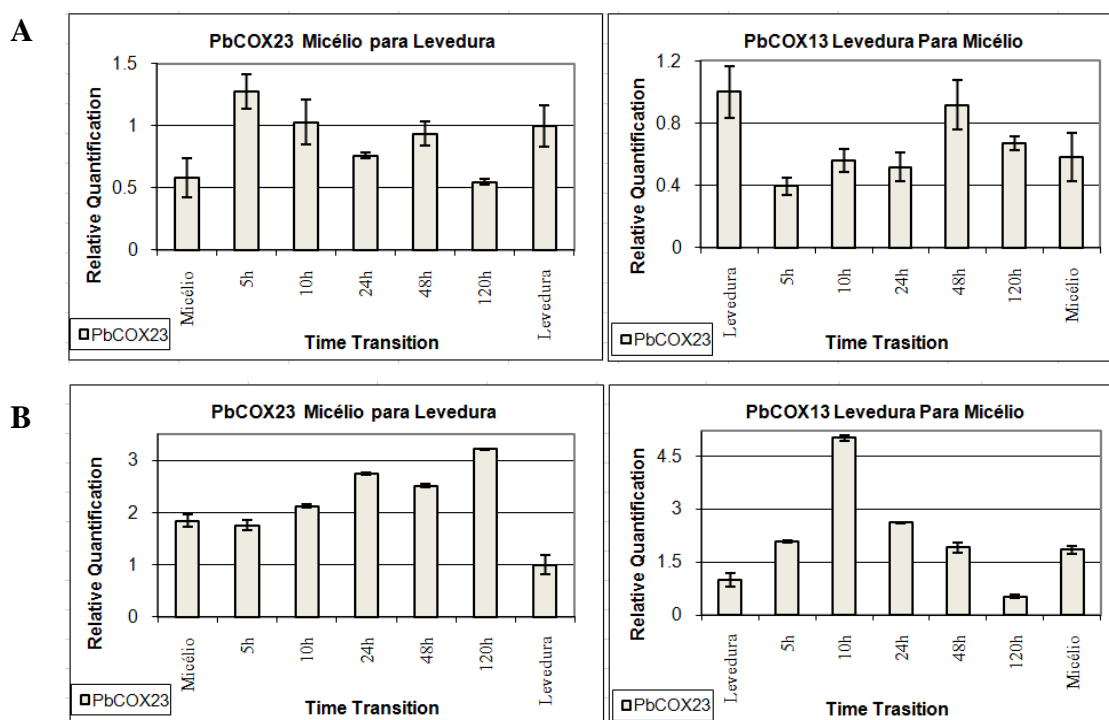 A
PbCOX23 Micélio para Levedura
Relative Quantification
1.5
1
0.5
0
Micélio
5h
10h
24h
48h
120h
Levedura
PbCOX23
Time Transition
PbCOX13 Levedura Para Micélio
Relative Quantification
1.2
0.8
0.4
0
Levedura
5h
10h
24h
48h
120h
Micélio
PbCOX23
Time Trasition
B
PbCOX23 Micélio para Levedura
Relative Quantification
3
2
1
0
Micélio
5h
10h
24h
48h
120h
Levedura
PbCOX23
Time Transition
PbCOX13 Levedura Para Micélio
Relative Quantification
4.5
3
1.5
0
Levedura
5h
10h
24h
48h
120h
Micélio
PbCOX23
Time Transition